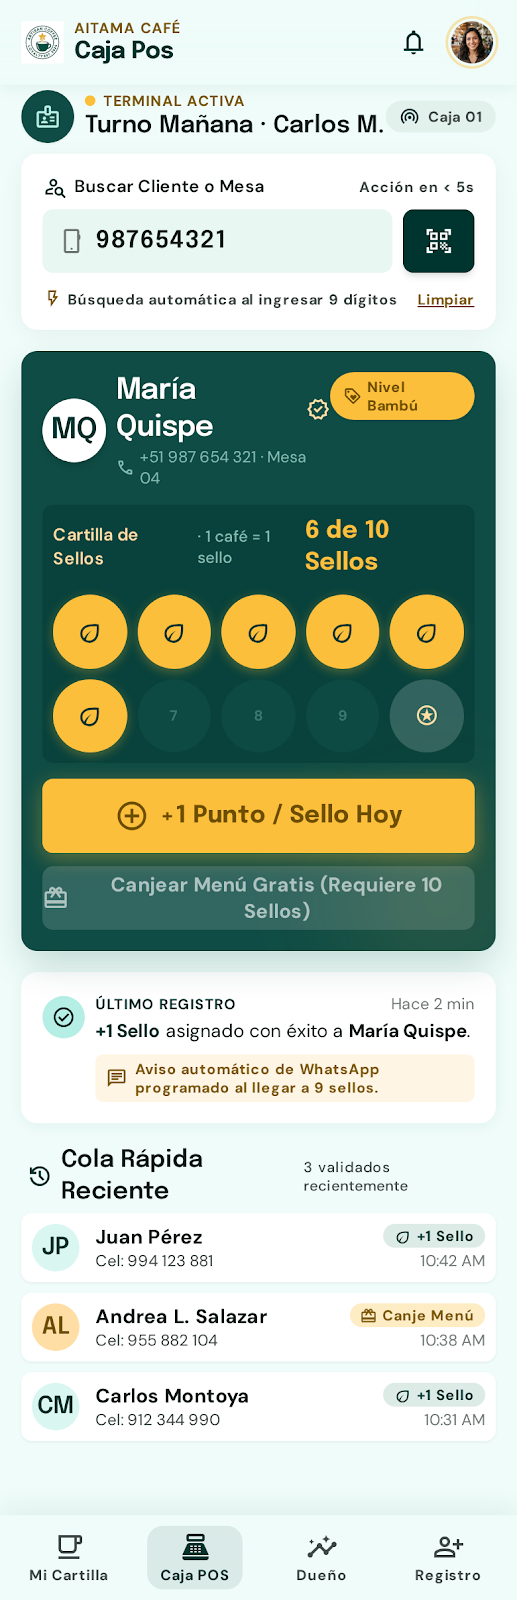 AITAMA CAFÉ
Caja Pos
TERMINAL ACTIVA
Turno Mañana · Carlos M.
Caja 01
Buscar Cliente o Mesa
Acción en < 5s
987654321
Búsqueda automática al ingresar 9 dígitos
Limpiar
MQ
María
Quispe
Nivel
Bambú
+51 987 654 321 · Mesa
04
Cartilla de
Sellos
· 1 café = 1
sello
6 de 10
Sellos
7
8
9
+1 Punto / Sello Hoy
Canjear Menú Gratis (Requiere 10
Sellos)
ÚLTIMO REGISTRO
Hace 2 min
+1 Sello asignado con éxito a María Quispe.
Aviso automático de WhatsApp
programado al llegar a 9 sellos.
Cola Rápida
Reciente
3 validados
recientemente
JP
Juan Pérez
+1 Sello
Cel: 994 123 881
10:42 AM
AL
Andrea L. Salazar
Canje Menú
Cel: 955 882 104
10:38 AM
CM
Carlos Montoya
+1 Sello
Cel: 912 344 990
10:31 AM
Mi Cartilla
Caja POS
Dueño
Registro